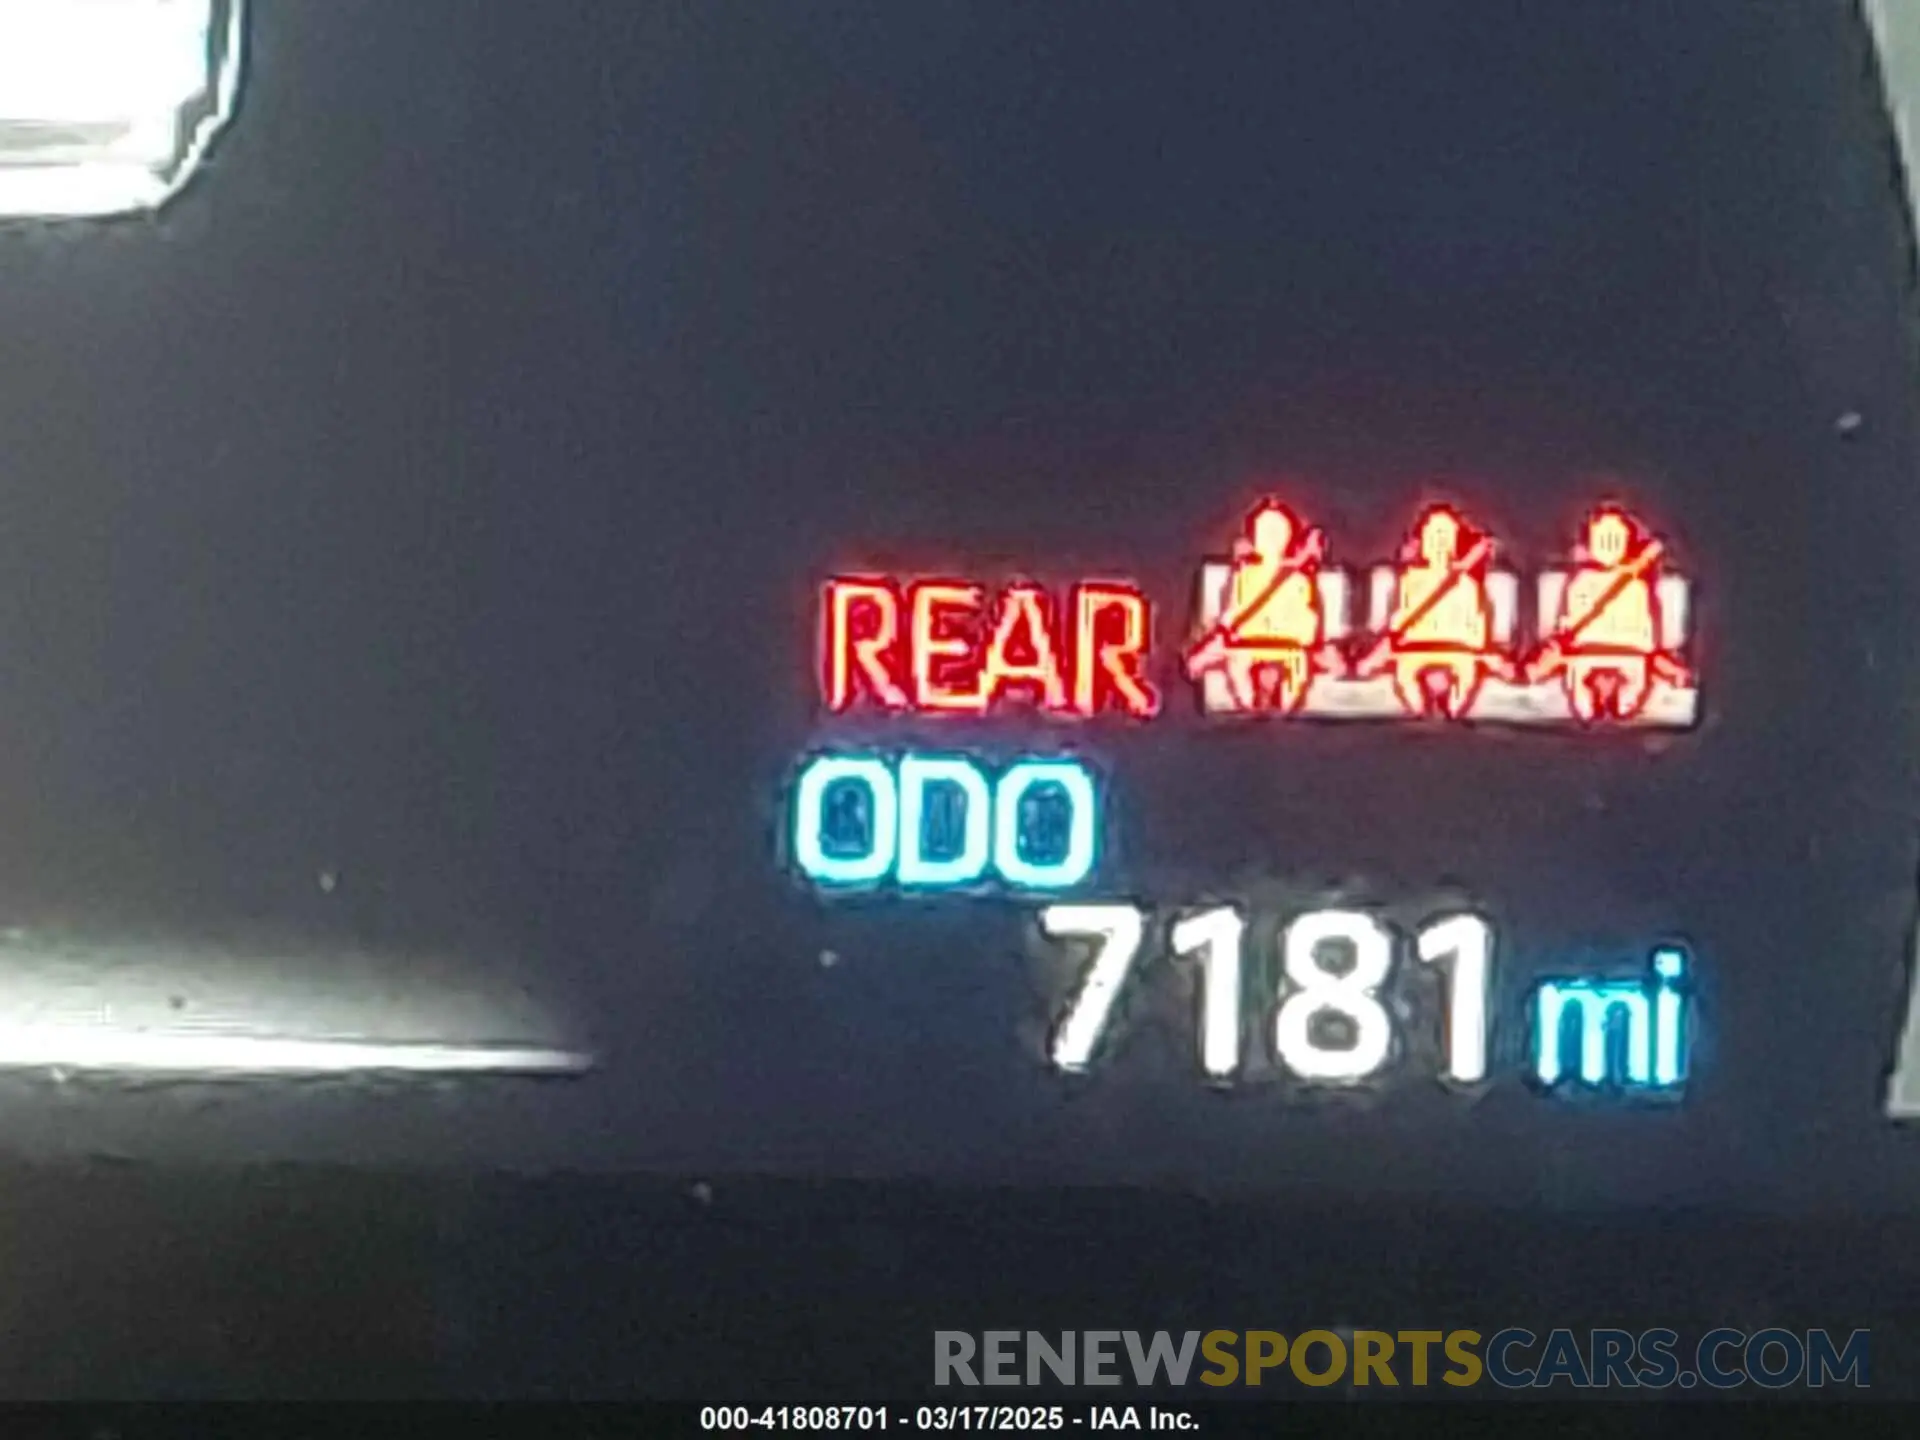 REAR
ODO
7181 mi
RENEWSPORTSCARS.COM
000-41808701 - 03/17/2025 - IAA Inc.